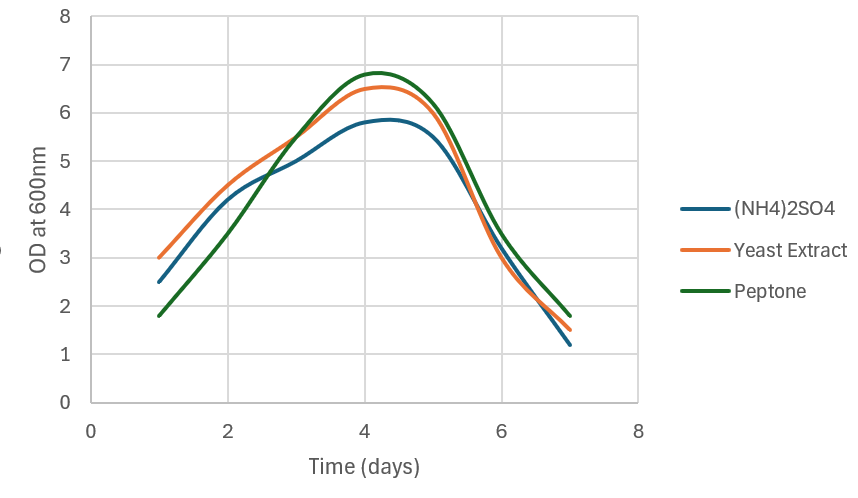 8
7
6
5
4
3
2
1
0
OD at 600nm
0 2 4 6 8
Time (days)
(NH4)2SO4
Yeast Extract
Peptone